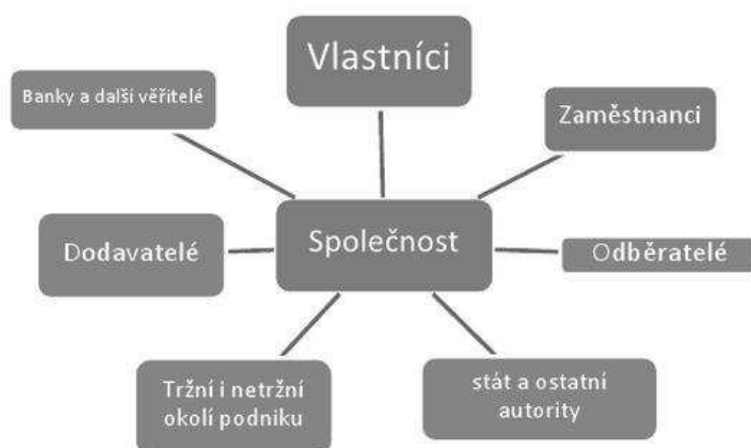 Vlastníci
Banky a další věřitelé
Zaměstnanci
Dodavatelé
Společnost
Odběratelé
Tržní i netržní
okolí podniku
stát a ostatní
autority